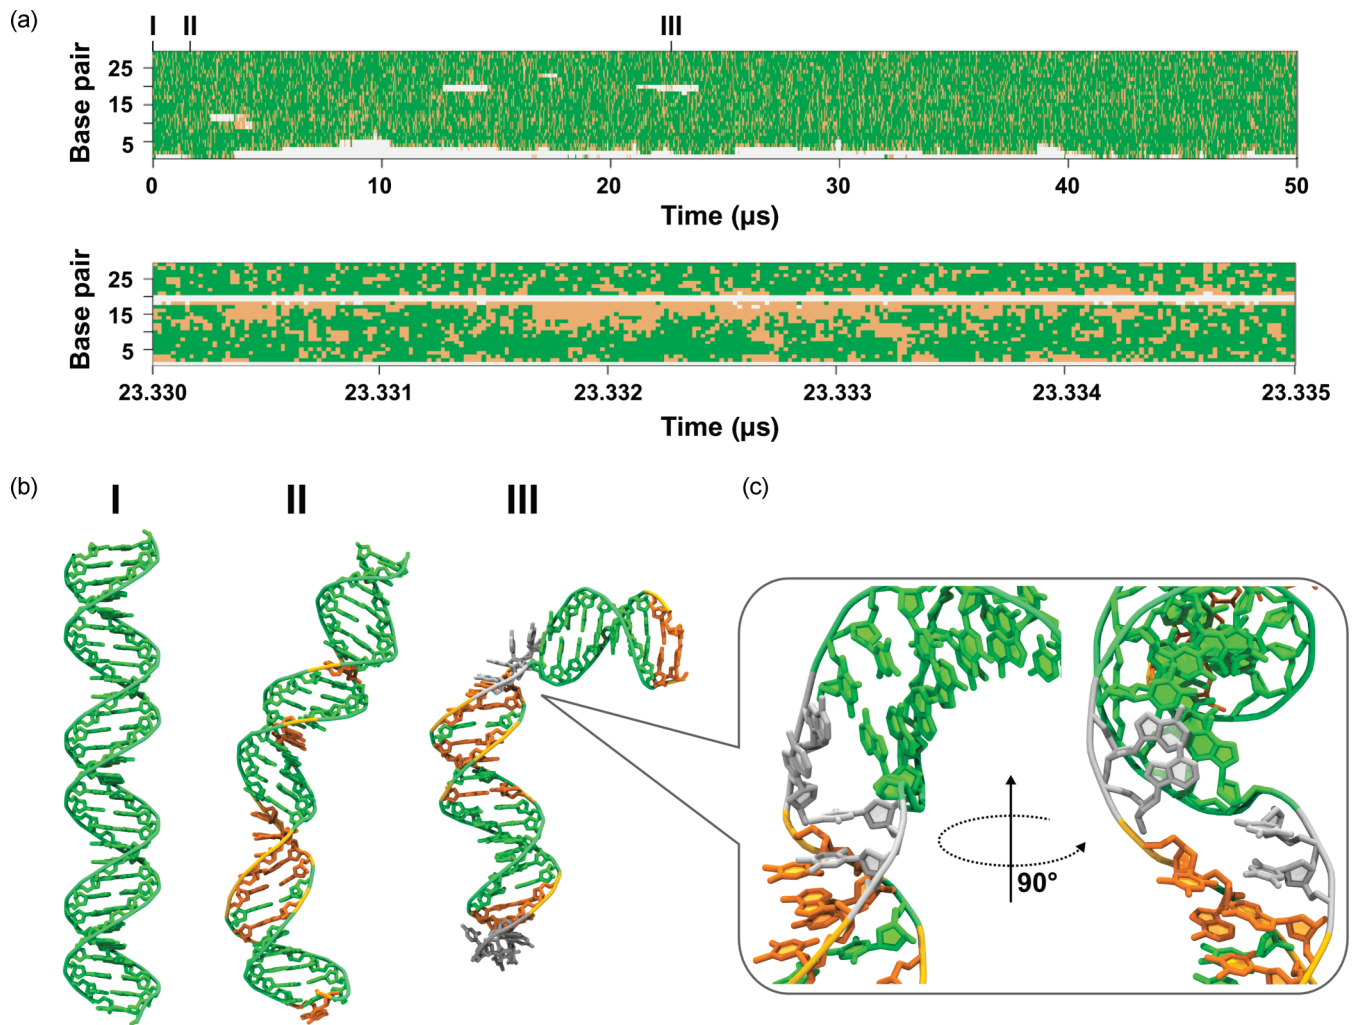 (a)
I II III
Base pair
25
15
5
0 10 20 30 40 50
Time (µs)
Base pair
25
15
5
23.330 23.331 23.332 23.333 23.334 23.335
Time (µs)
(b)
I II III
(c)
90°